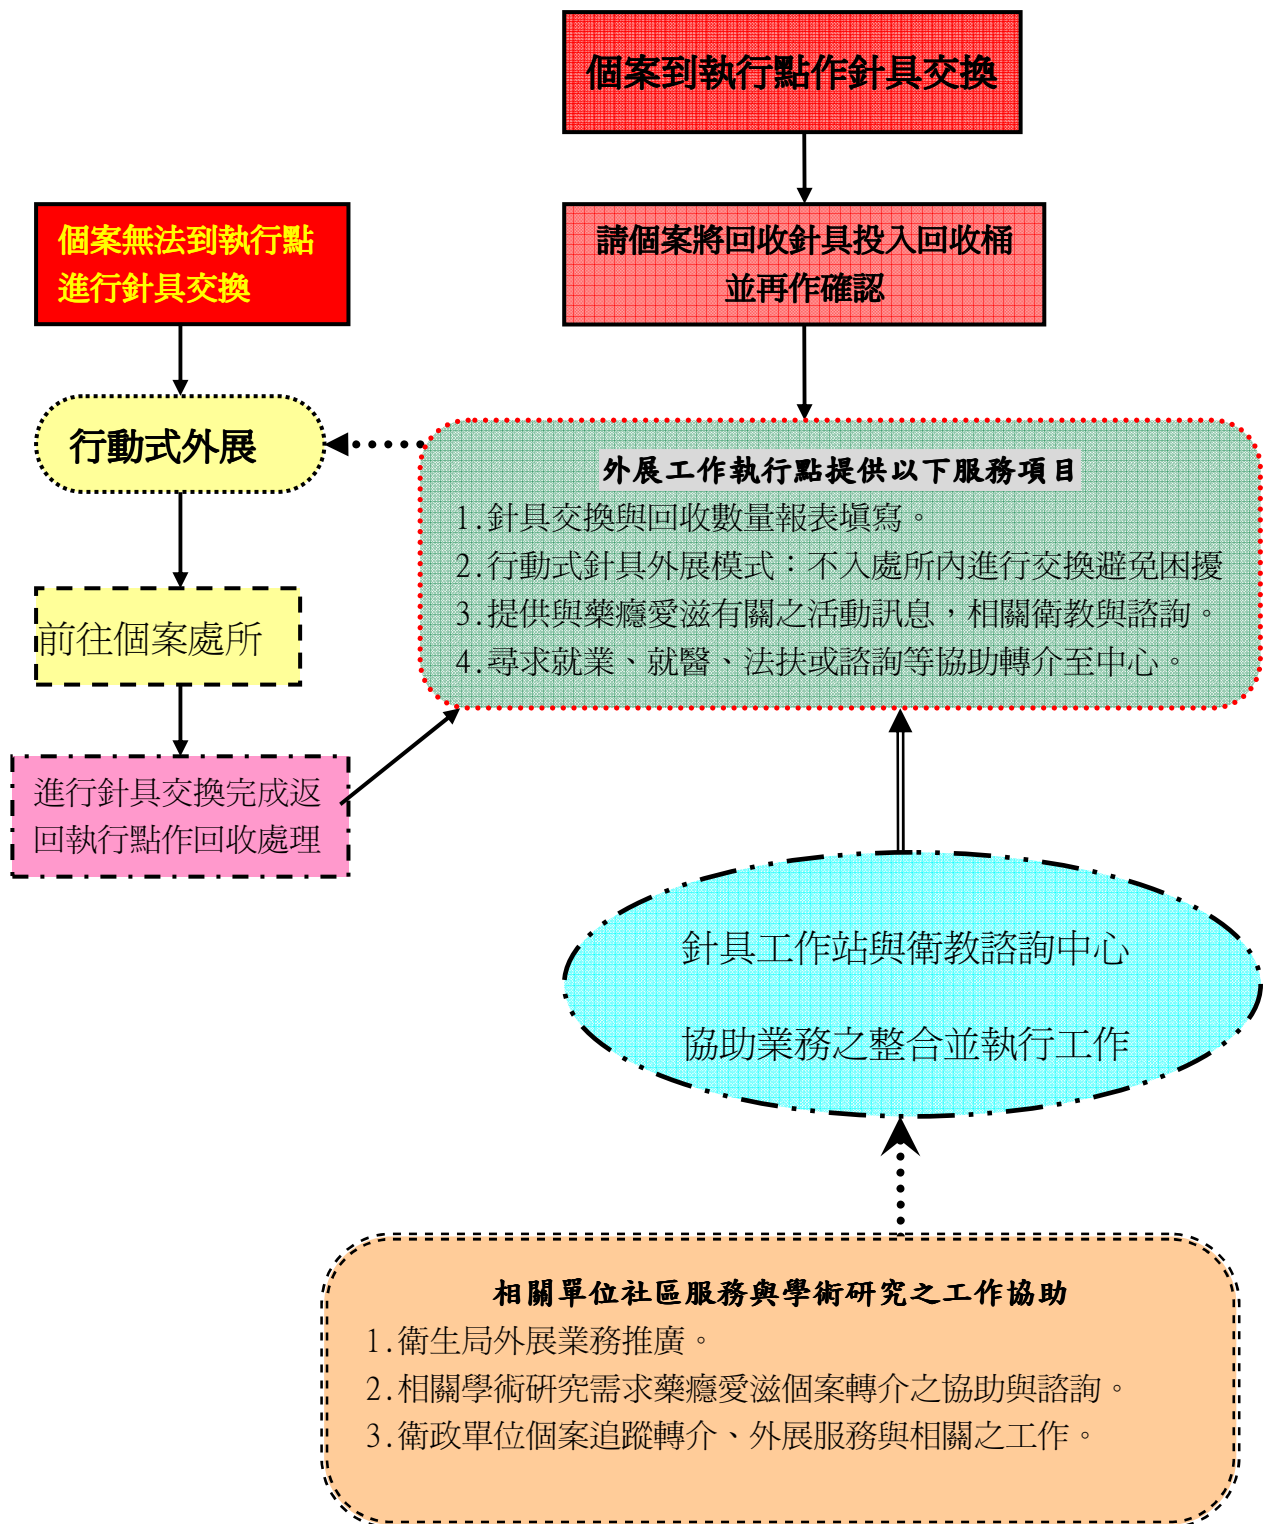 個案到執行點作針具交換
個案無法到執行點
進行針具交換
請個案將回收針具投入回收桶
並再作確認
行動式外展
外展工作執行點提供以下服務項目
1.針具交換與回收數量報表填寫。
2.行動式針具外展模式：不入處所內進行交換避免困擾
3.提供與藥癮愛滋有關之活動訊息，相關衛教與諮詢。
4.尋求就業、就醫、法扶或諮詢等協助轉介至中心。
前往個案處所
進行針具交換完成返
回執行點作回收處理
針具工作站與衛教諮詢中心
協助業務之整合並執行工作
相關單位社區服務與學術研究之工作協助
1.衛生局外展業務推廣。
2.相關學術研究需求藥癮愛滋個案轉介之協助與諮詢。
3.衛政單位個案追蹤轉介、外展服務與相關之工作。